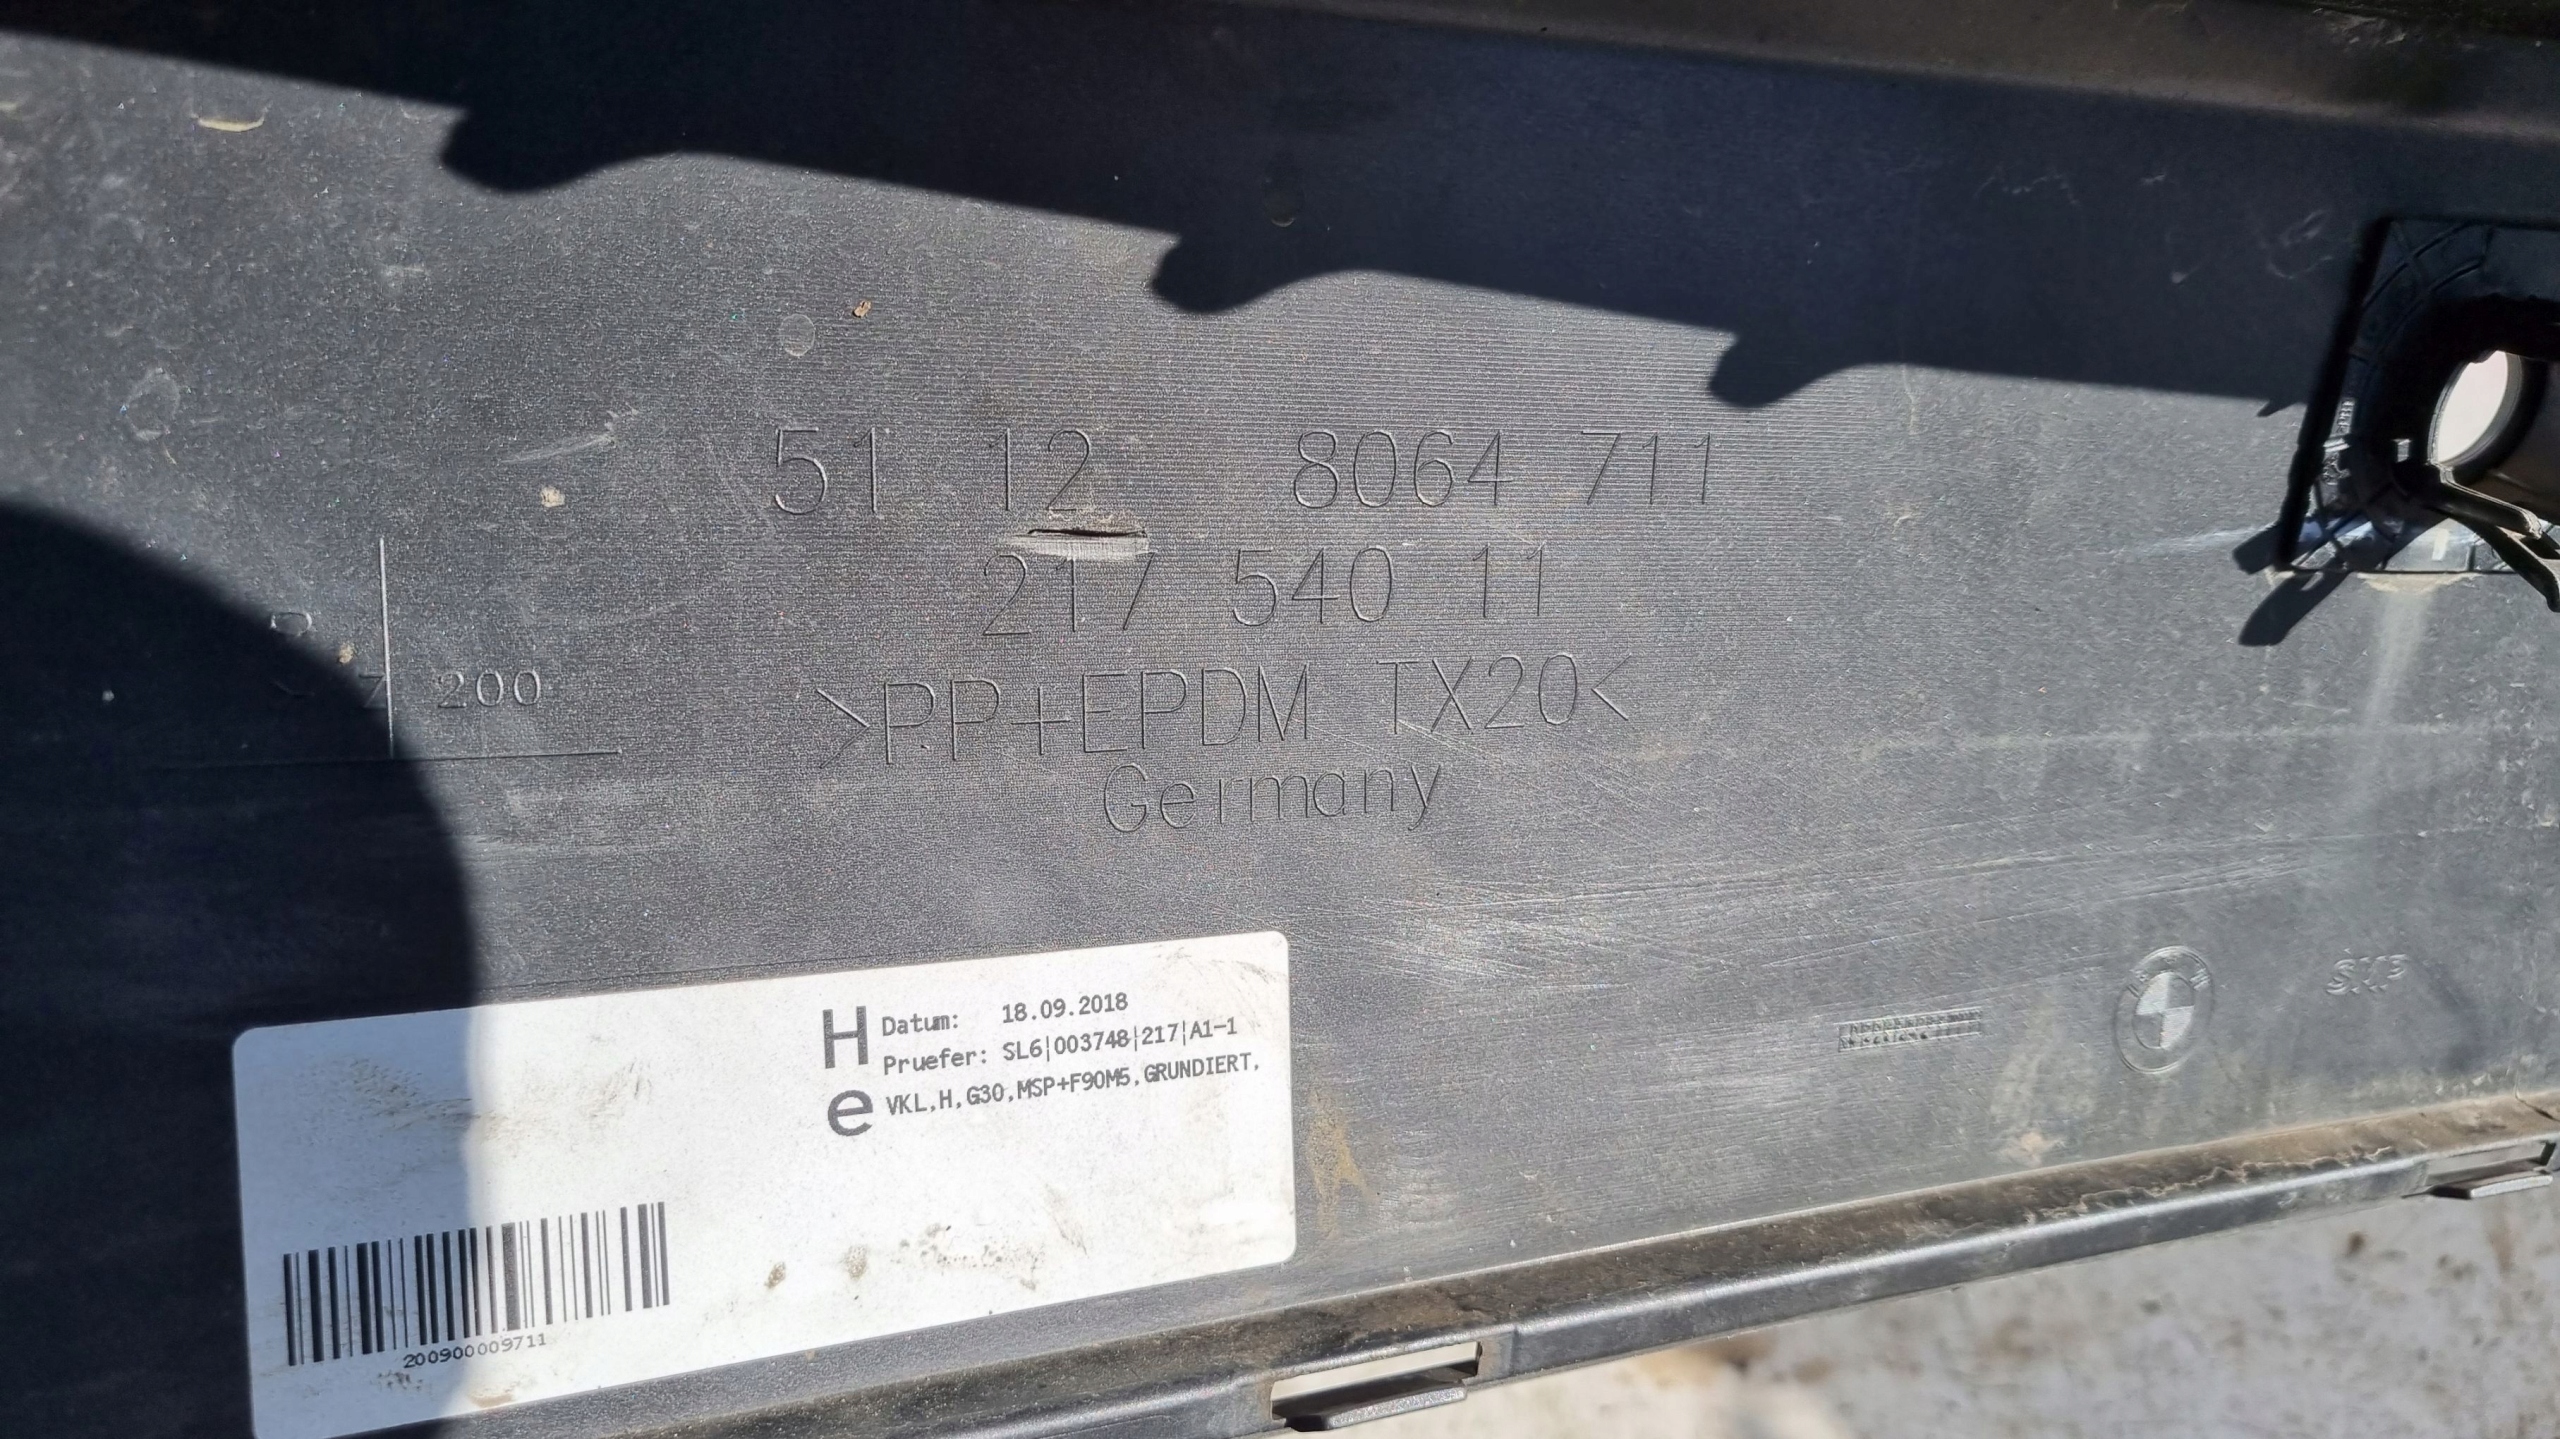 51 12 8064 711
217 540 11
>PP+EPDM TX20<
Germany
200
H Datum: 18.09.2018
Pruefer: SL6|003748|217|A1-1
e VKL,H,G30,MSP+F90M5,GRUNDIERT,
200900009711